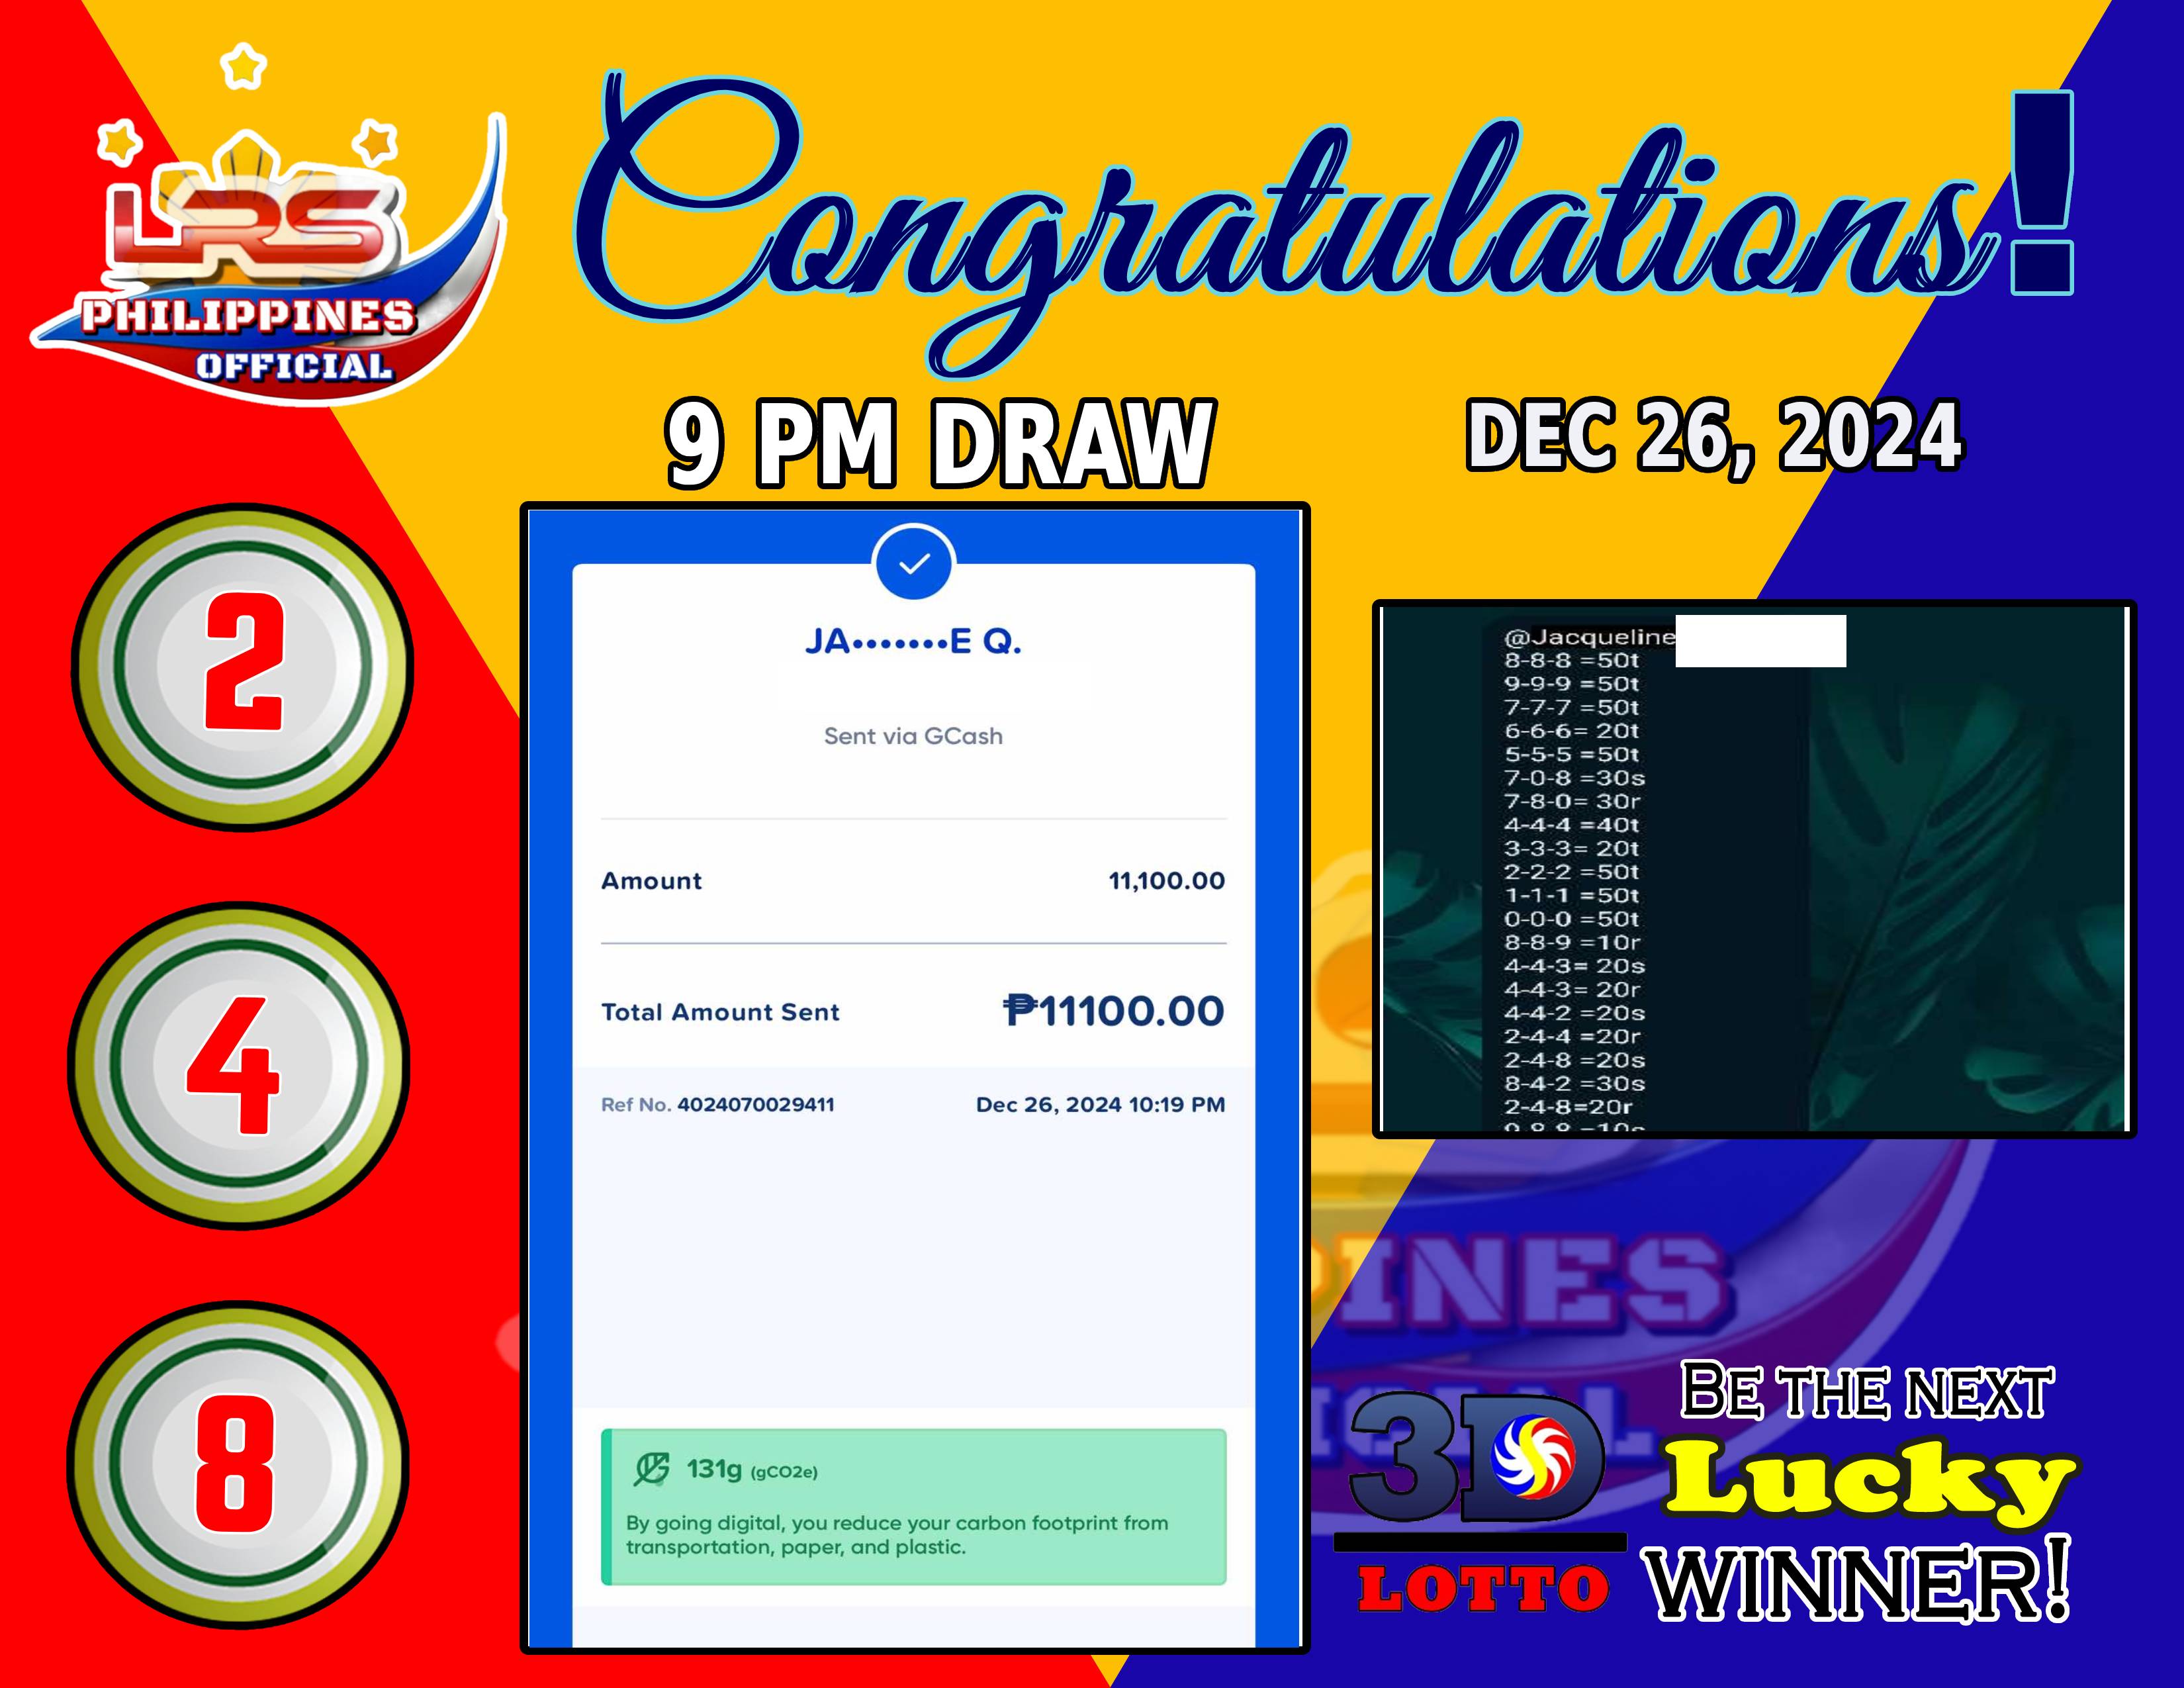 LRS
PHILIPPINES
OFFICIAL
Congratulations!
9 PM DRAW
DEC 26, 2024
2
4
8
JA•••••••E Q.
Sent via GCash
Amount 11,100.00
Total Amount Sent ₱11100.00
Ref No. 4024070029411 Dec 26, 2024 10:19 PM
131g (gCO2e)
By going digital, you reduce your carbon footprint from
transportation, paper, and plastic.
@Jacqueline
8-8-8 =50t
9-9-9 =50t
7-7-7 =50t
6-6-6= 20t
5-5-5 =50t
7-0-8 =30s
7-8-0= 30r
4-4-4 =40t
3-3-3= 20t
2-2-2 =50t
1-1-1 =50t
0-0-0 =50t
8-8-9 =10r
4-4-3= 20s
4-4-3= 20r
4-4-2 =20s
2-4-4 =20r
2-4-8 =20s
8-4-2 =30s
2-4-8=20r
PINES
ICIAL
3D
LOTTO
BE THE NEXT
Lucky
WINNER!